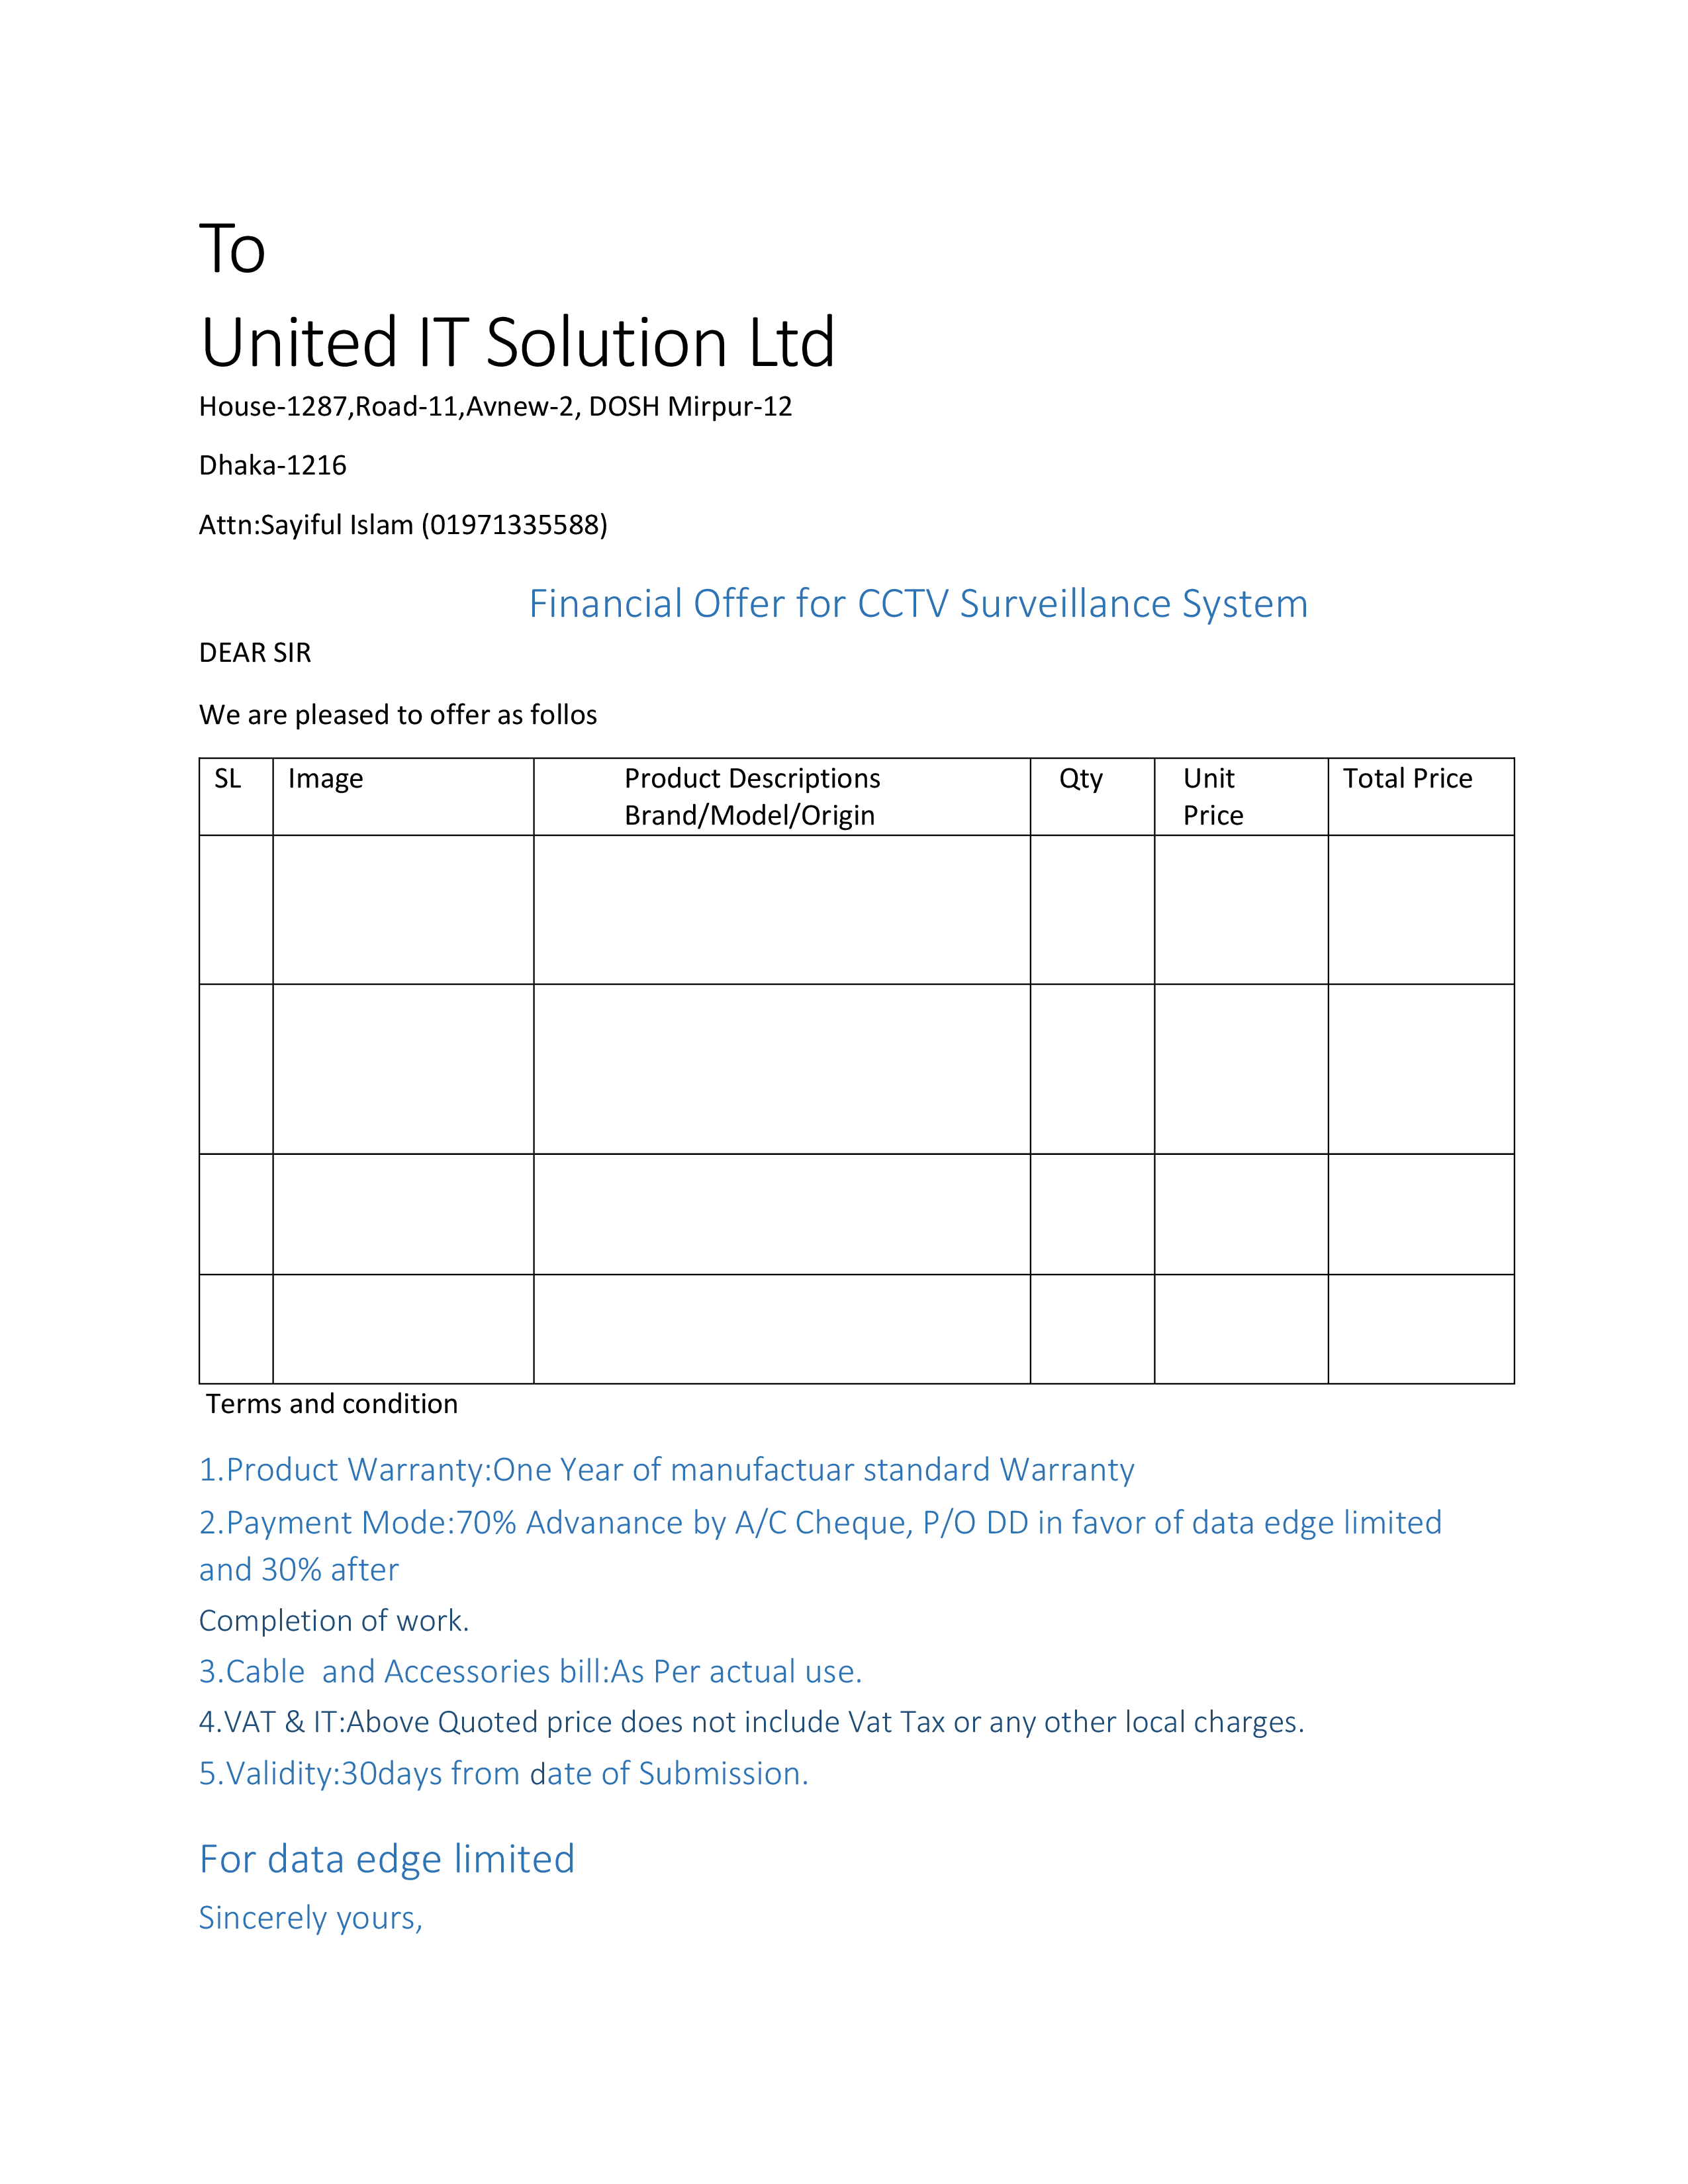 To
United IT Solution Ltd
House-1287,Road-11,Avnew-2, DOSH Mirpur-12
Dhaka-1216
Attn:Sayiful Islam (01971335588)
Financial Offer for CCTV Surveillance System
DEAR SIR
We are pleased to offer as follos
SL Image Product Descriptions Qty Unit Total Price
Brand/Model/Origin Price
Terms and condition
1.Product Warranty:One Year of manufactuar standard Warranty
2.Payment Mode:70% Advanance by A/C Cheque, P/O DD in favor of data edge limited
and 30% after
Completion of work.
3.Cable  and Accessories bill:As Per actual use.
4.VAT & IT:Above Quoted price does not include Vat Tax or any other local charges.
5.Validity:30days from date of Submission.
For data edge limited
Sincerely yours,